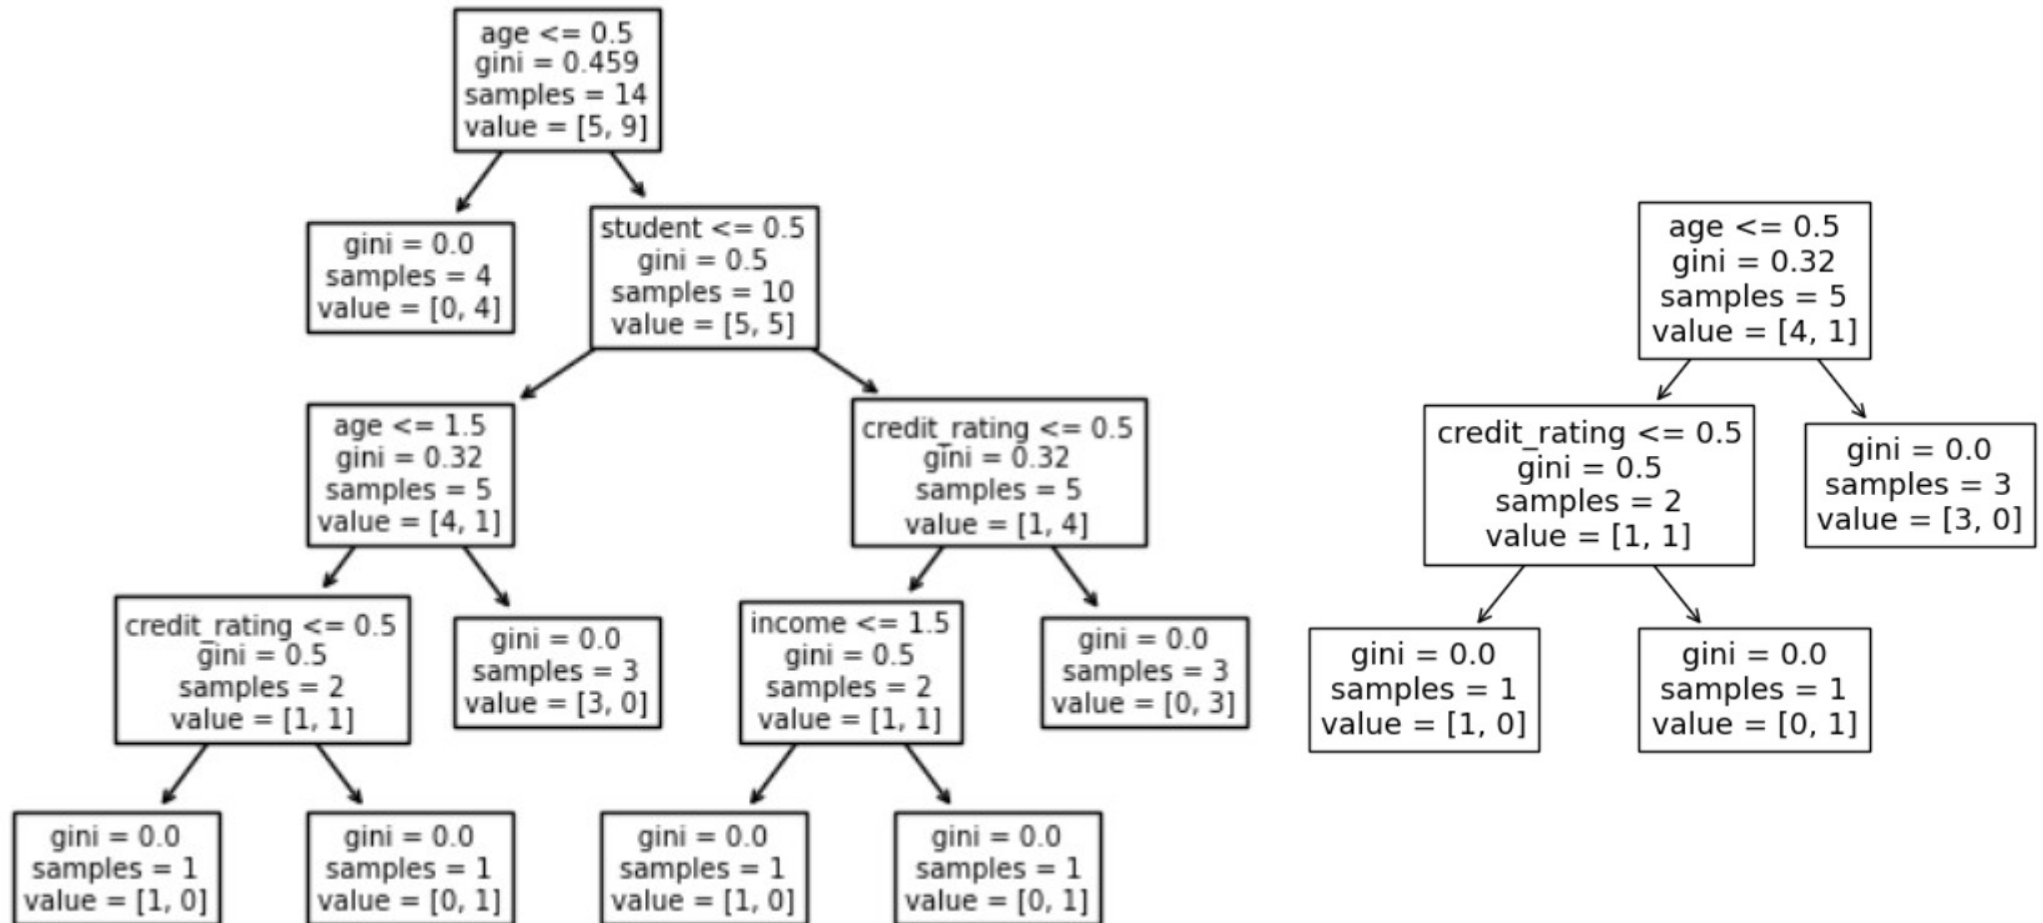 age <= 0.5
gini = 0.459
samples = 14
value = [5, 9]
gini = 0.0
samples = 4
value = [0, 4]
student <= 0.5
gini = 0.5
samples = 10
value = [5, 5]
age <= 1.5
gini = 0.32
samples = 5
value = [4, 1]
credit_rating <= 0.5
gini = 0.32
samples = 5
value = [1, 4]
credit_rating <= 0.5
gini = 0.5
samples = 2
value = [1, 1]
gini = 0.0
samples = 3
value = [3, 0]
income <= 1.5
gini = 0.5
samples = 2
value = [1, 1]
gini = 0.0
samples = 3
value = [0, 3]
gini = 0.0
samples = 1
value = [1, 0]
gini = 0.0
samples = 1
value = [0, 1]
gini = 0.0
samples = 1
value = [1, 0]
gini = 0.0
samples = 1
value = [0, 1]
age <= 0.5
gini = 0.32
samples = 5
value = [4, 1]
credit_rating <= 0.5
gini = 0.5
samples = 2
value = [1, 1]
gini = 0.0
samples = 3
value = [3, 0]
gini = 0.0
samples = 1
value = [1, 0]
gini = 0.0
samples = 1
value = [0, 1]